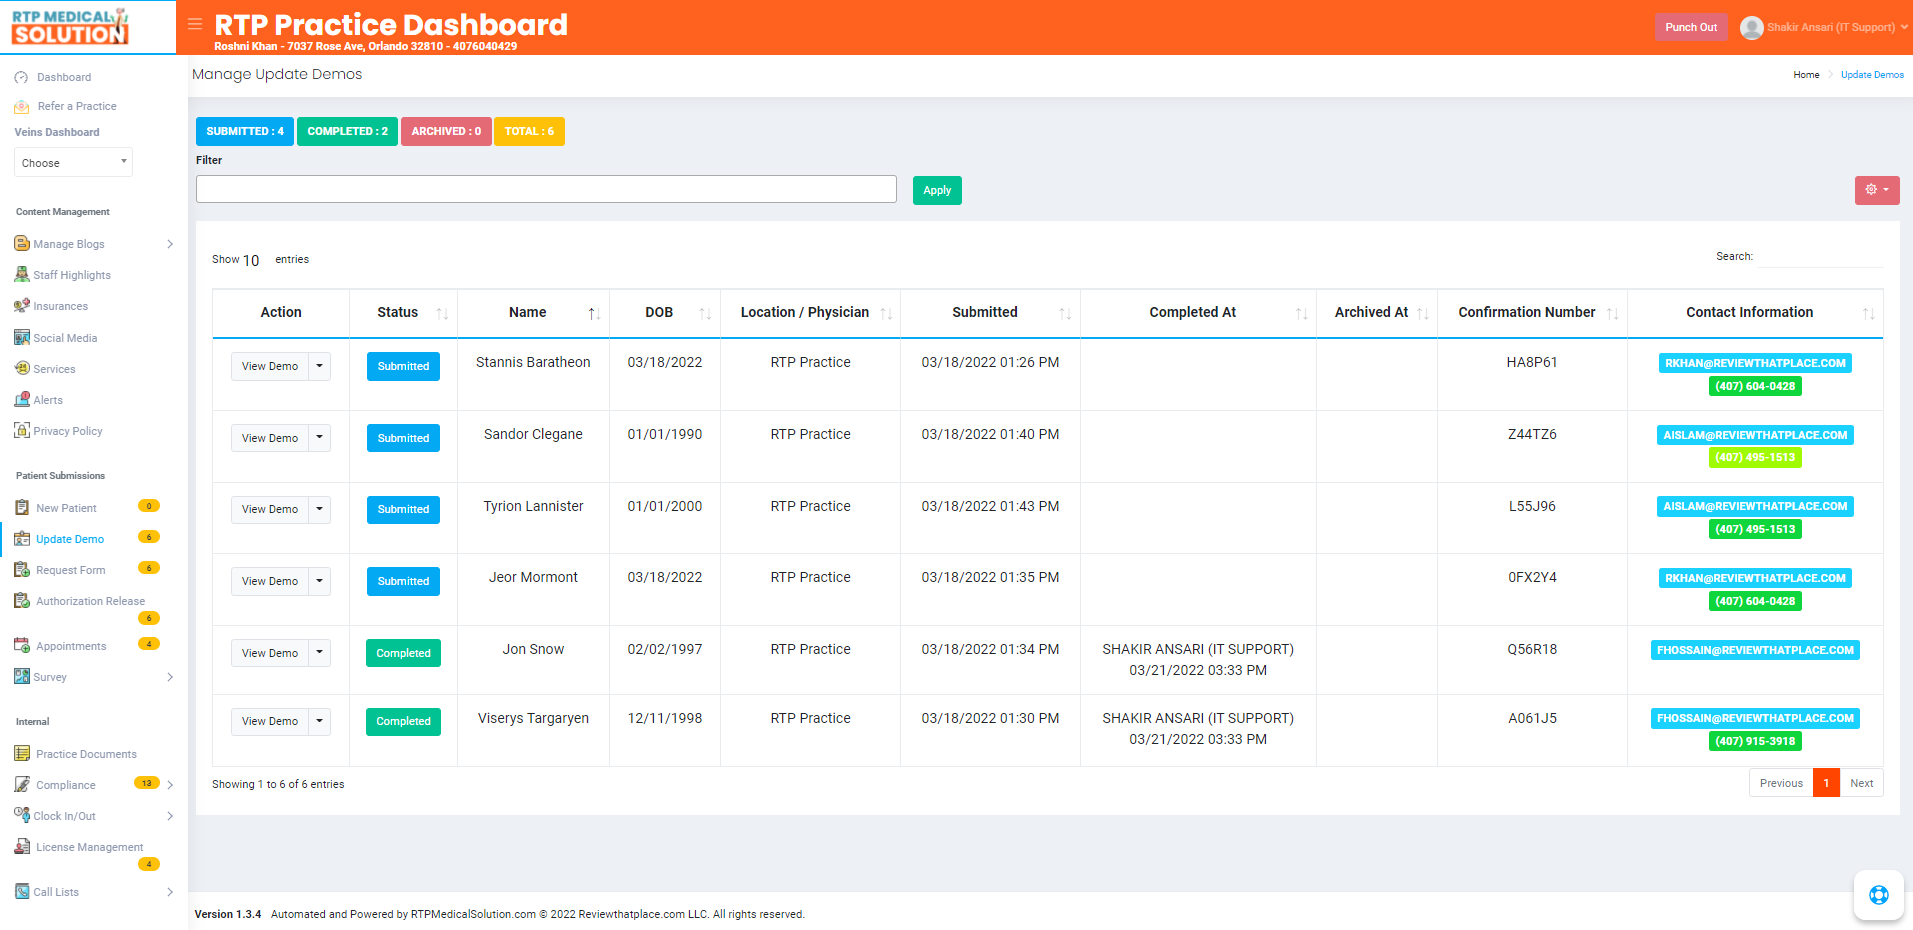 RTP MEDICAL
SOLUTION
RTP Practice Dashboard
Roshni Khan - 7037 Rose Ave, Orlando 32810 - 4076040429
Punch Out
Shakir Ansari (IT Support)
Dashboard
Refer a Practice
Veins Dashboard
Choose
Content Management
Manage Blogs
Staff Highlights
Insurances
Social Media
Services
Alerts
Privacy Policy
Patient Submissions
New Patient 0
Update Demo 6
Request Form 6
Authorization Release
6
Appointments 4
Survey
Internal
Practice Documents
Compliance 13
Clock In/Out
License Management
4
Call Lists
Manage Update Demos
Home Update Demos
SUBMITTED : 4 COMPLETED : 2 ARCHIVED : 0 TOTAL : 6
Filter
Apply
Show 10 entries
Search:
Action Status Name DOB Location / Physician Submitted Completed At Archived At Confirmation Number Contact Information
View Demo Submitted Stannis Baratheon 03/18/2022 RTP Practice 03/18/2022 01:26 PM HA8P61 RKHAN@REVIEWTHATPLACE.COM
(407) 604-0428
View Demo Submitted Sandor Clegane 01/01/1990 RTP Practice 03/18/2022 01:40 PM Z44TZ6 AISLAM@REVIEWTHATPLACE.COM
(407) 495-1513
View Demo Submitted Tyrion Lannister 01/01/2000 RTP Practice 03/18/2022 01:43 PM L55J96 AISLAM@REVIEWTHATPLACE.COM
(407) 495-1513
View Demo Submitted Jeor Mormont 03/18/2022 RTP Practice 03/18/2022 01:35 PM 0FX2Y4 RKHAN@REVIEWTHATPLACE.COM
(407) 604-0428
View Demo Completed Jon Snow 02/02/1997 RTP Practice 03/18/2022 01:34 PM SHAKIR ANSARI (IT SUPPORT) Q56R18 FHOSSAIN@REVIEWTHATPLACE.COM
03/21/2022 03:33 PM
View Demo Completed Viserys Targaryen 12/11/1998 RTP Practice 03/18/2022 01:30 PM SHAKIR ANSARI (IT SUPPORT) A061J5 FHOSSAIN@REVIEWTHATPLACE.COM
03/21/2022 03:33 PM (407) 915-3918
Showing 1 to 6 of 6 entries
Previous 1 Next
Version 1.3.4 Automated and Powered by RTPMedicalSolution.com © 2022 Reviewthatplace.com LLC. All rights reserved.